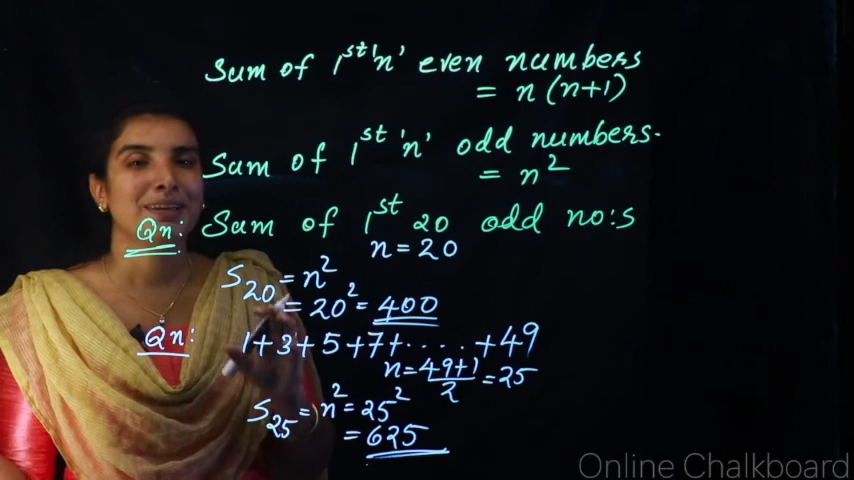 Sum of 1st 'n' even numbers
= n(n+1)
Sum of 1st 'n' odd numbers.
= n²
Qn: Sum of 1st 20 odd no:s
n = 20
S₂₀ = n²
= 20² = 400
Qn: 1+3+5+7+.....+49
n = 49+1/2 = 25
S₂₅ = n² = 25²
= 625
Online Chalkboard